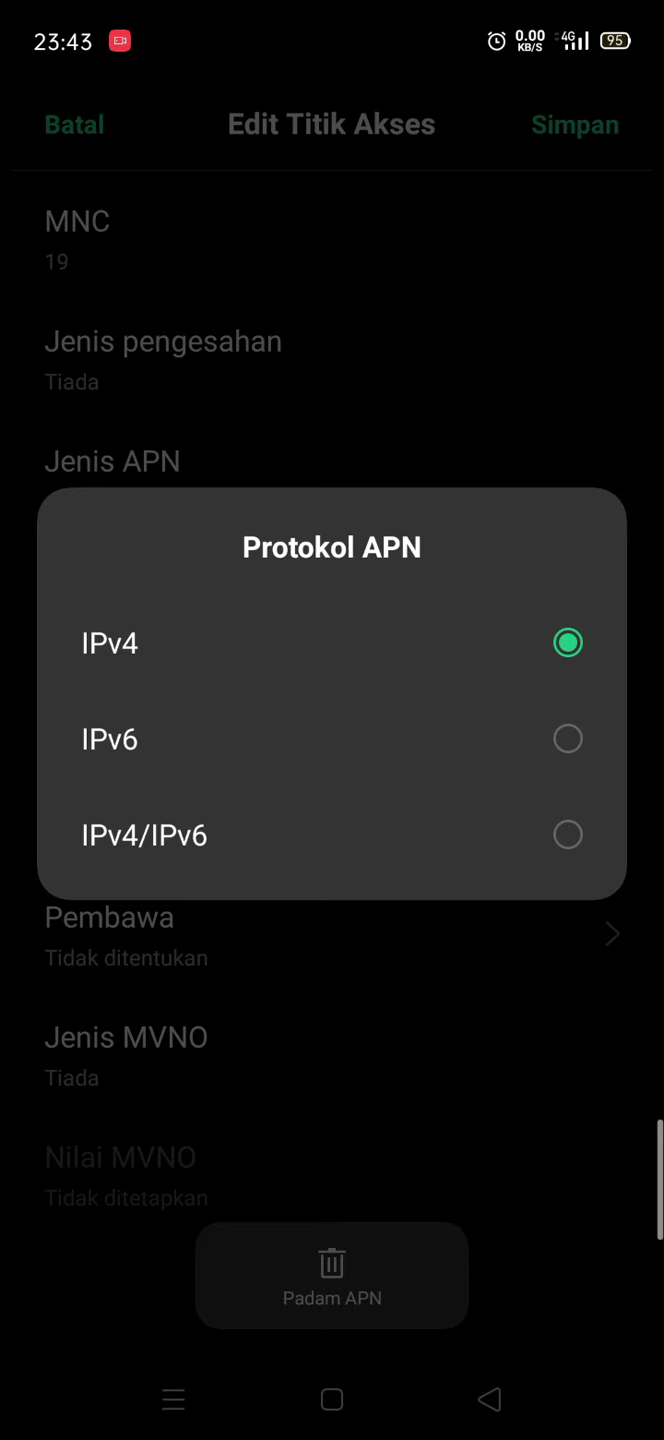 23:43
0.00
KB/S
4G
95
Batal
Edit Titik Akses
Simpan
MNC
19
Jenis pengesahan
Tiada
Jenis APN
Protokol APN
IPv4
IPv6
IPv4/IPv6
Pembawa
Tidak ditentukan
Jenis MVNO
Tiada
Nilai MVNO
Tidak ditetapkan
Padam APN